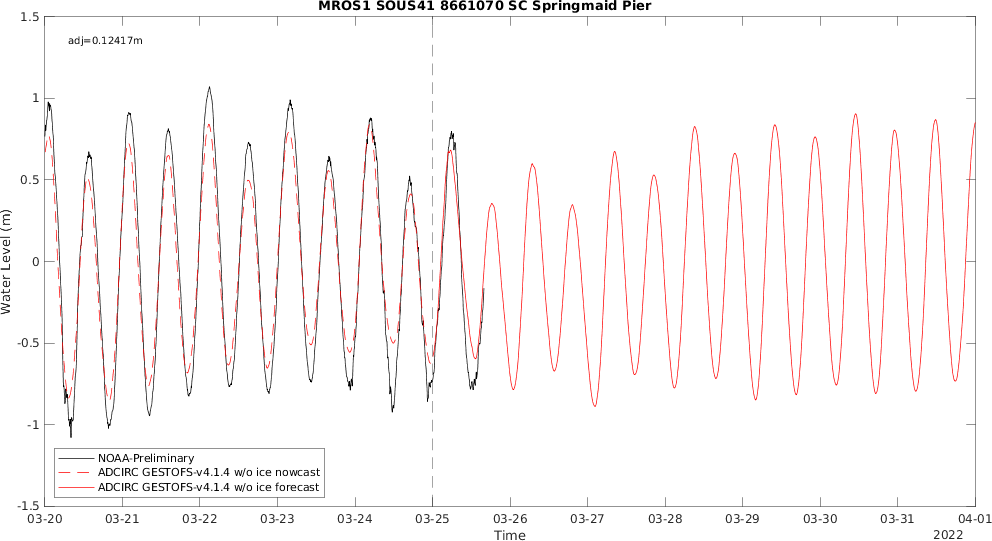 MROS1 SOUS41 8661070 SC Springmaid Pier
adj=0.12417m
1.5
1
0.5
0
-0.5
-1
-1.5
Water Level (m)
NOAA-Preliminary
ADCIRC GESTOFS-v4.1.4 w/o ice nowcast
ADCIRC GESTOFS-v4.1.4 w/o ice forecast
03-20 03-21 03-22 03-23 03-24 03-25 03-26 03-27 03-28 03-29 03-30 03-31 04-01
Time
2022